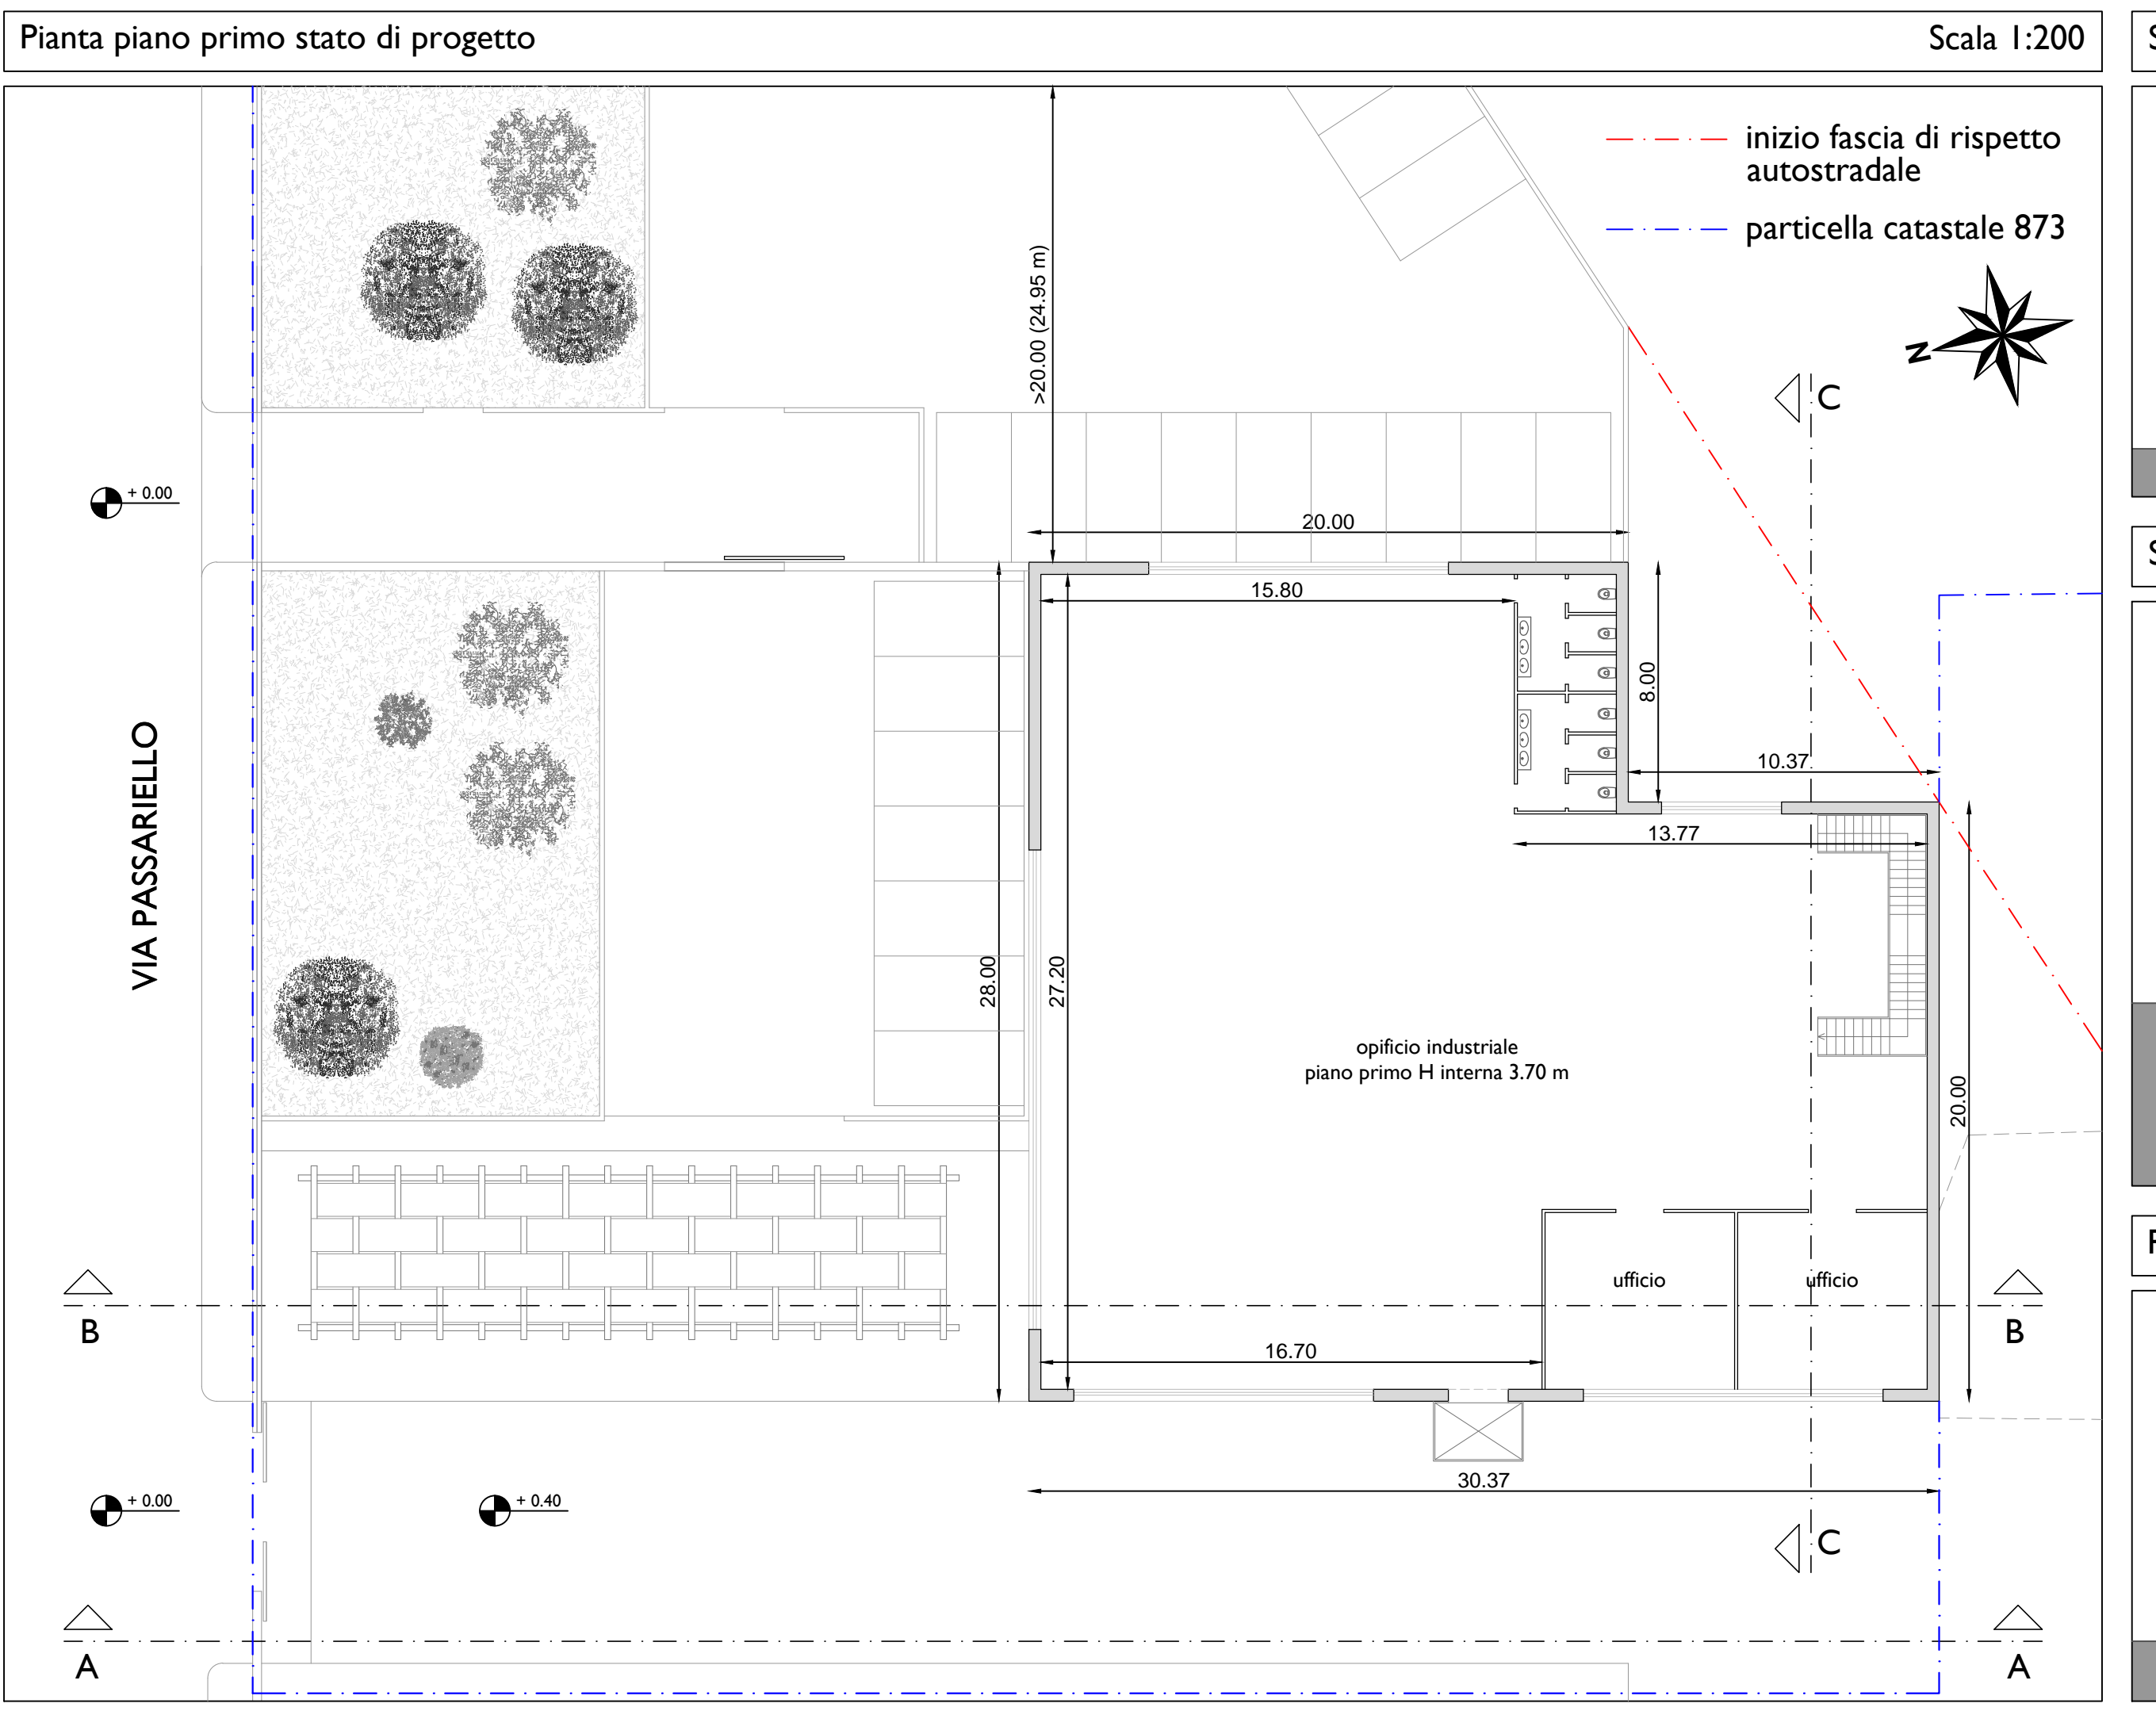 Pianta piano primo stato di progetto
Scala 1:200
S
inizio fascia di rispetto
autostradale
particella catastale 873
N
>20.00 (24.95 m)
C
+ 0.00
20.00
S
15.80
8.00
10.37
13.77
VIA PASSARIELLO
28.00
27.20
opificio industriale
piano primo H interna 3.70 m
20.00
ufficio
ufficio
B
B
16.70
30.37
+ 0.00
+ 0.40
C
A
A